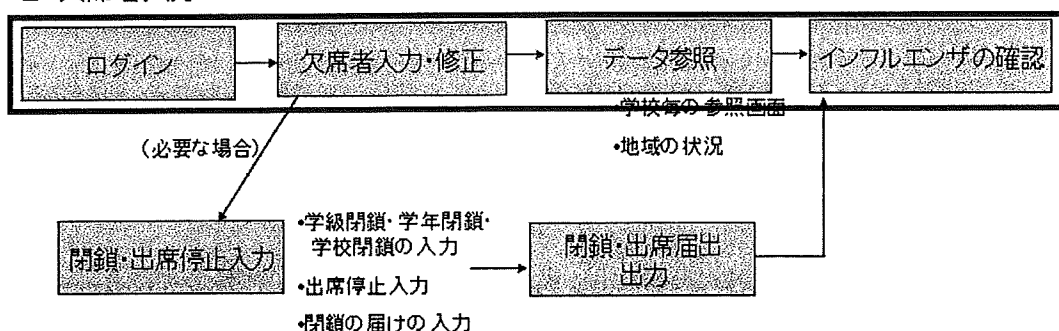 ログイン
欠席者入力・修正
データ参照
インフルエンザの確認
•学校毎の参照画面
•地域の状況
(必要な場合)
閉鎖・出席停止入力
•学級閉鎖・学年閉鎖・
学校閉鎖の入力
•出席停止入力
•閉鎖の届けの入力
閉鎖・出席届出
出力